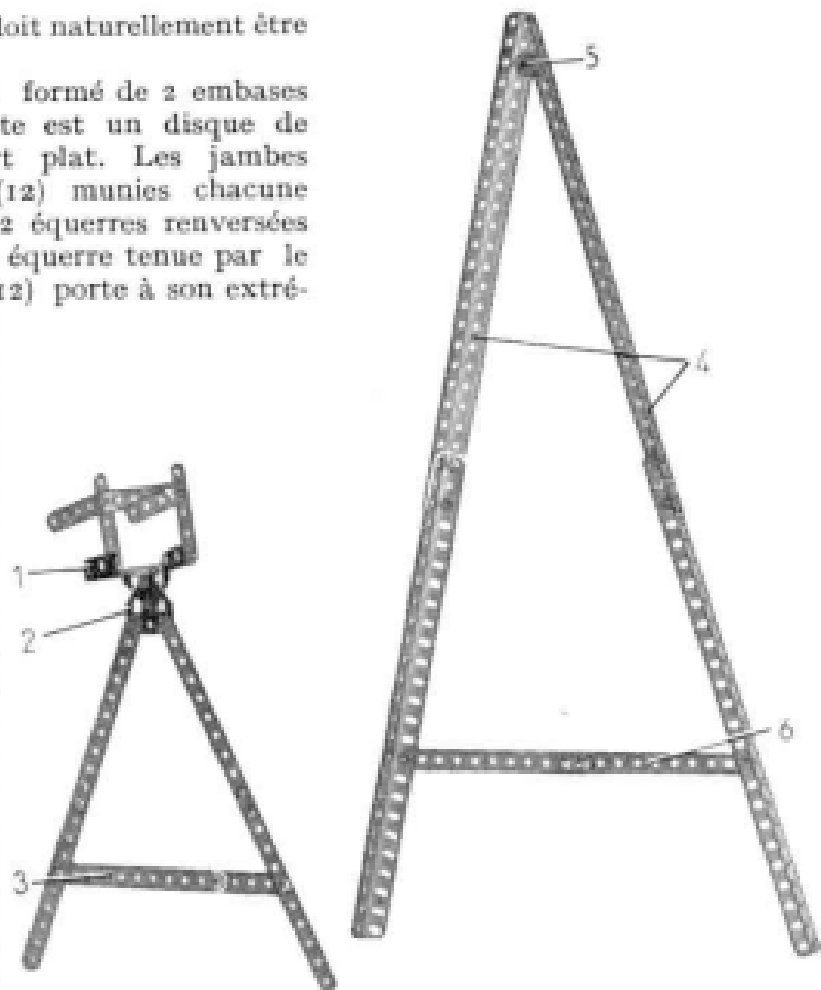 loit naturellement être
formé de 2 embases
te est un disque de
t plat. Les jambes
(12) munies chacune
2 équerres renversées
équerre tenue par le
12) porte à son extré-
5
4
1
2
6
3